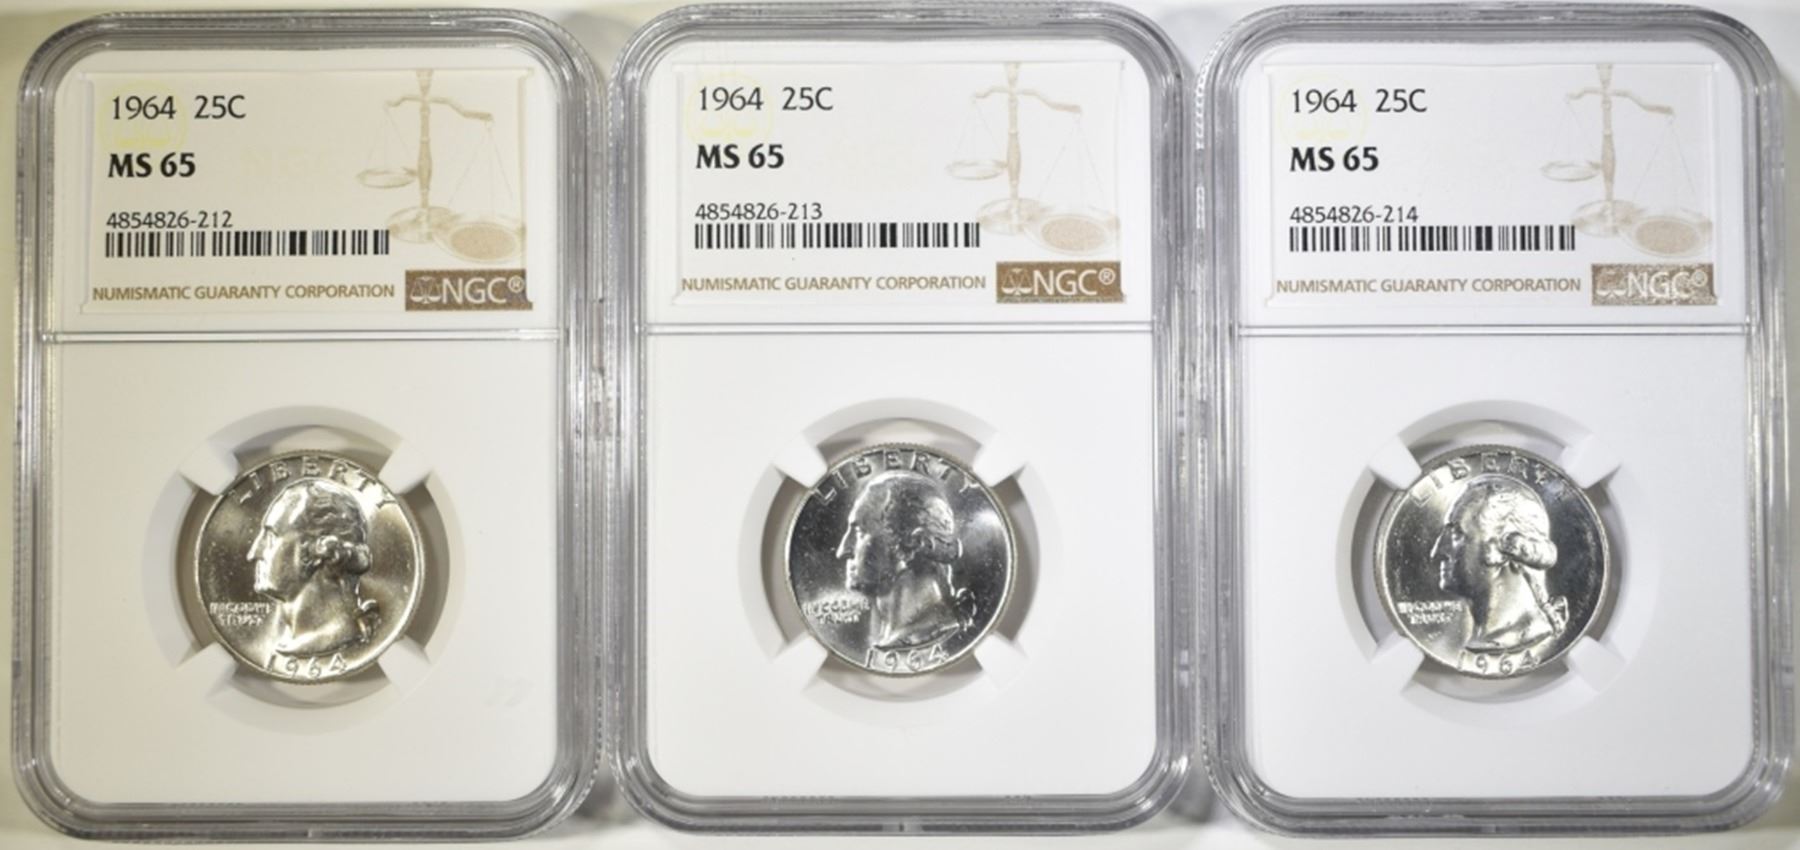 1964 25C
MS 65
4854826-212
NUMISMATIC GUARANTY CORPORATION
NGC®
LIBERTY
IN GOD WE
TRUST
1964
1964 25C
MS 65
4854826-213
NUMISMATIC GUARANTY CORPORATION
NGC®
LIBERTY
IN GOD WE
TRUST
1964
1964 25C
MS 65
4854826-214
NUMISMATIC GUARANTY CORPORATION
NGC®
LIBERTY
IN GOD WE
TRUST
1964